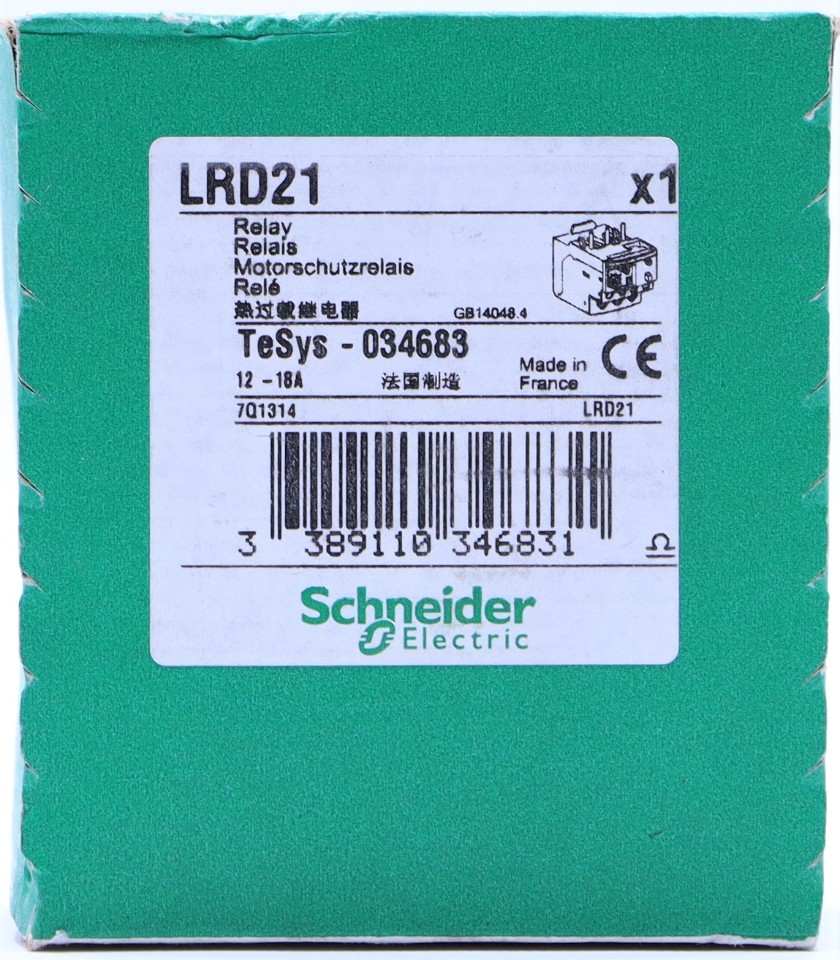 LRD21 x1
Relay
Relais
Motorschutzrelais
Relé
热过载继电器 GB14048.4
TeSys - 034683
12 -18A 法国制造 Made in France CE
7Q1314 LRD21
3 389110 346831
Schneider
Electric